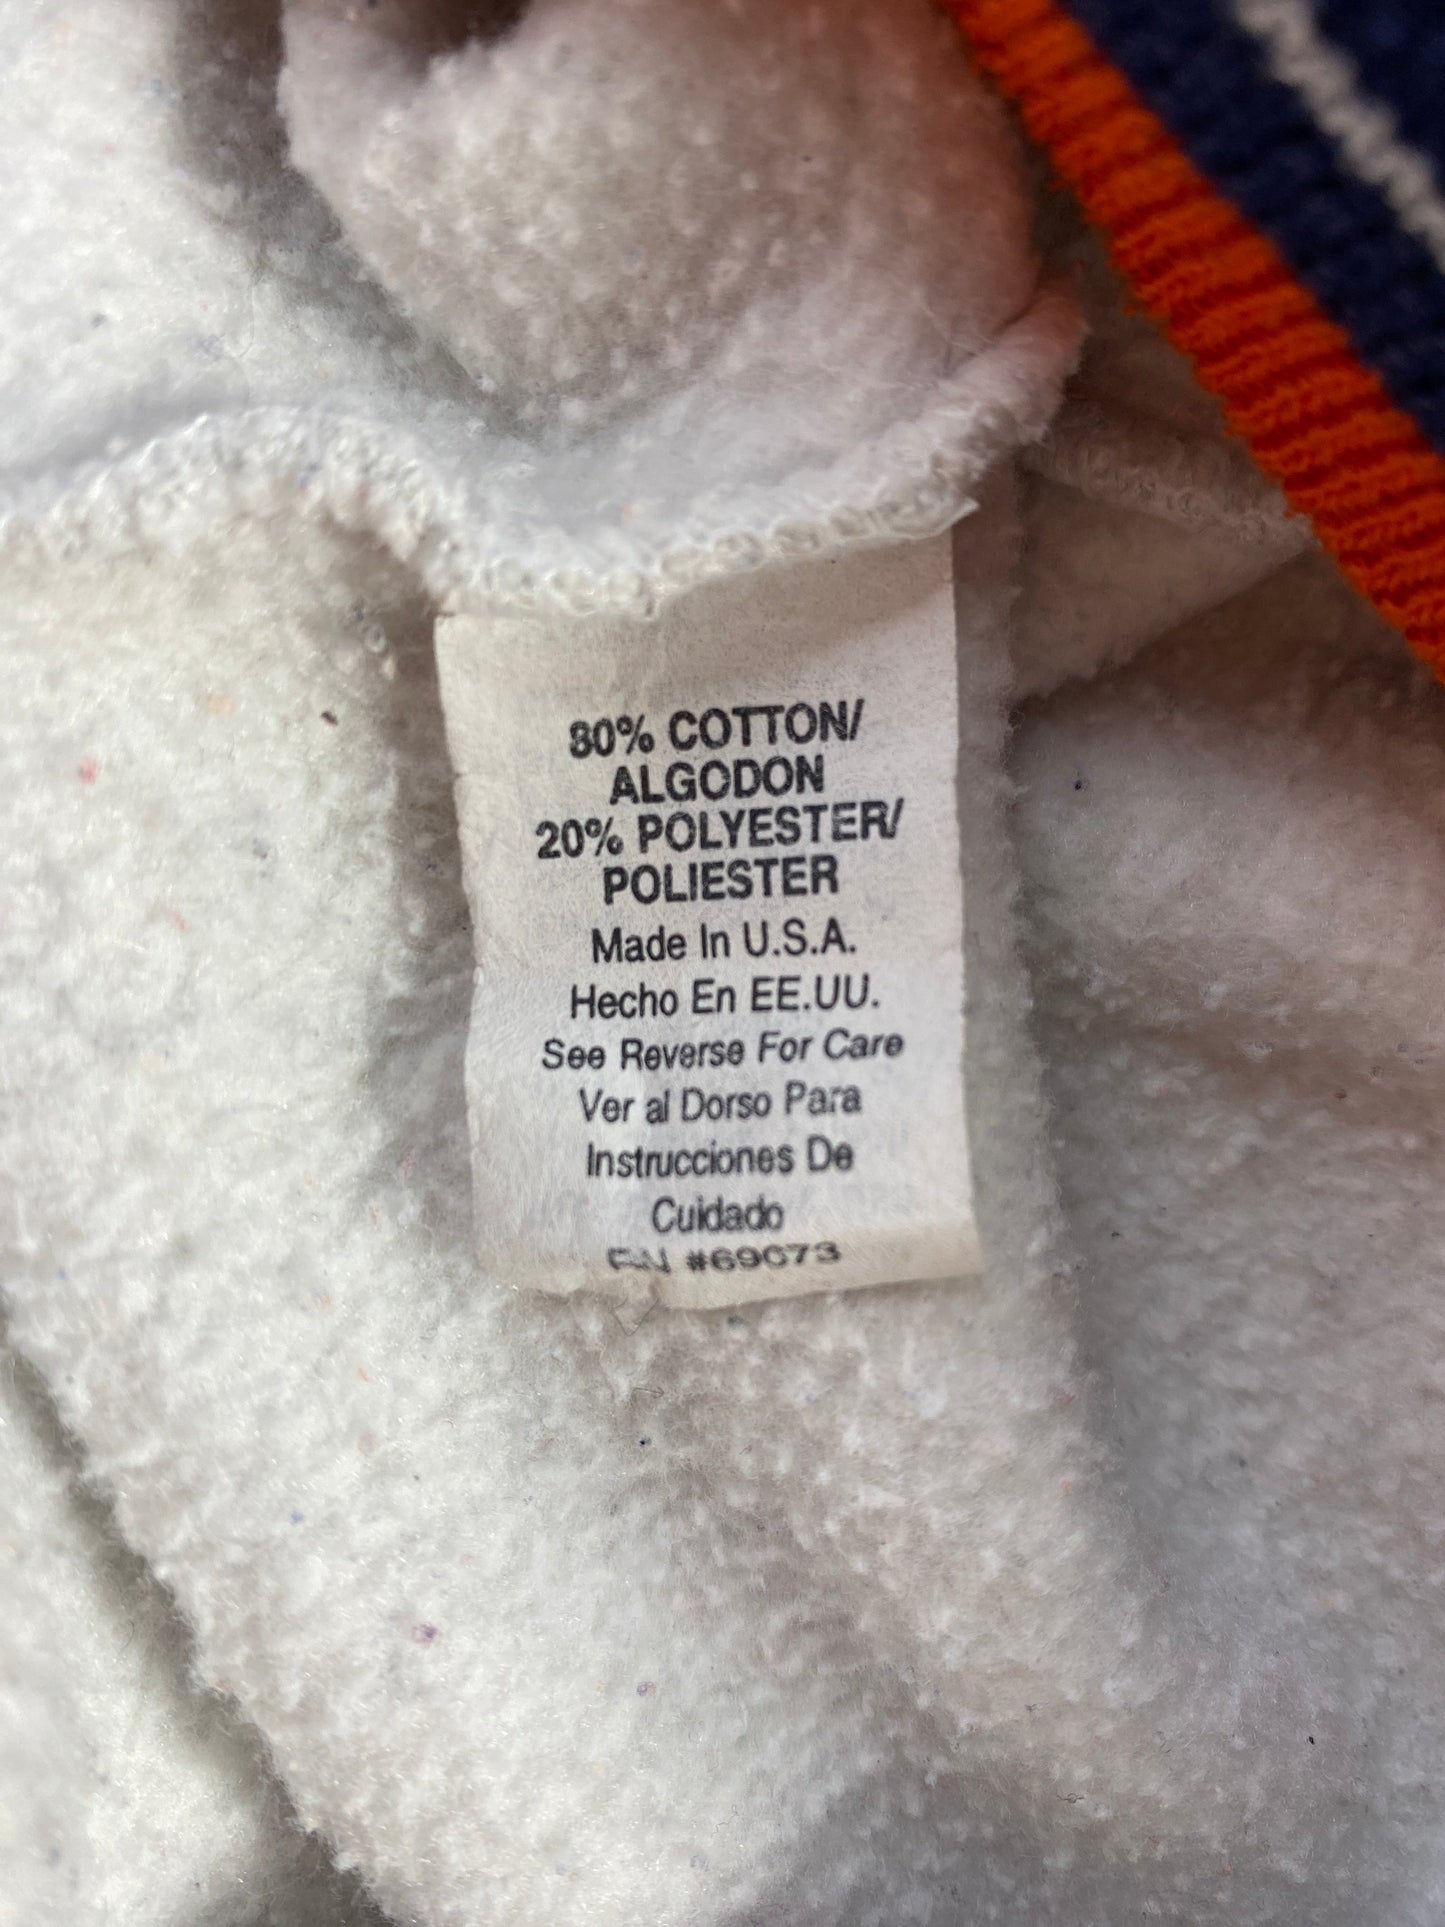 80% COTTON/
ALGODON
20% POLYESTER/
POLIESTER
Made In U.S.A.
Hecho En EE.UU.
See Reverse For Care
Ver al Dorso Para
Instrucciones De
Cuidado
RN